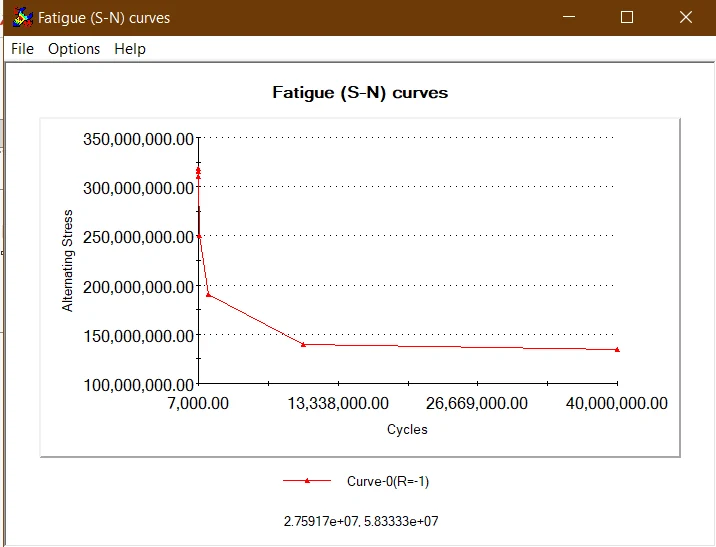 Fatigue (S-N) curves
File Options Help
Fatigue (S-N) curves
350,000,000.00
300,000,000.00
250,000,000.00
200,000,000.00
150,000,000.00
100,000,000.00
Alternating Stress
7,000.00 13,338,000.00 26,669,000.00 40,000,000.00
Cycles
Curve-0(R=-1)
2.75917e+07, 5.83333e+07